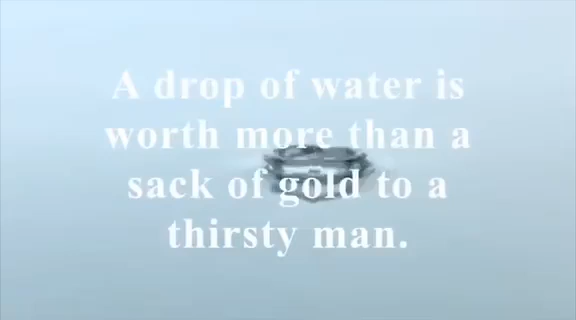 A drop of water is
worth more than a
sack of gold to a
thirsty man.